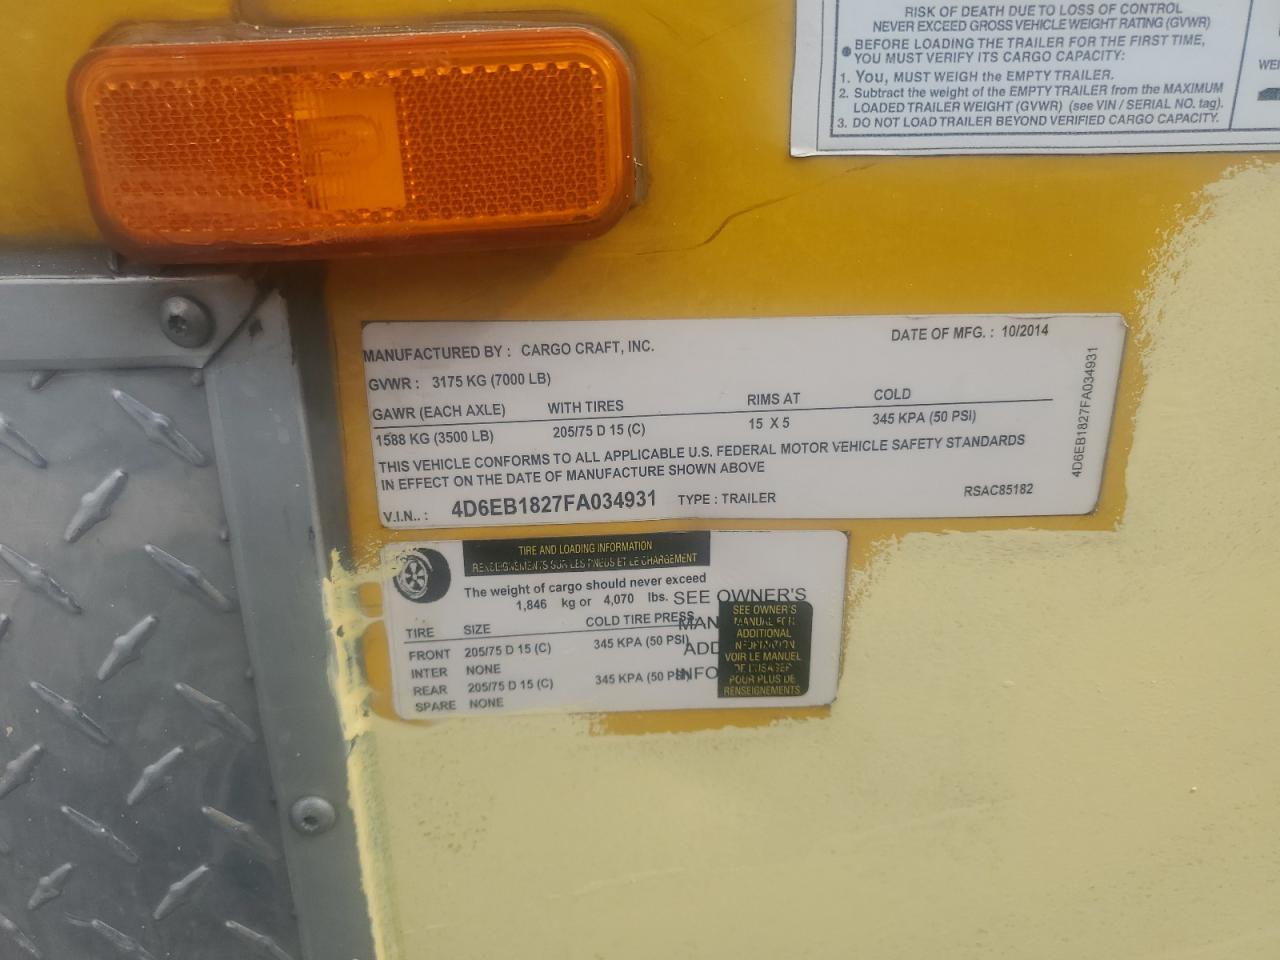 RISK OF DEATH DUE TO LOSS OF CONTROL
NEVER EXCEED GROSS VEHICLE WEIGHT RATING (GVWR)
• BEFORE LOADING THE TRAILER FOR THE FIRST TIME,
YOU MUST VERIFY ITS CARGO CAPACITY:
1. You, MUST WEIGH the EMPTY TRAILER.
2. Subtract the weight of the EMPTY TRAILER from the MAXIMUM
LOADED TRAILER WEIGHT (GVWR) (see VIN / SERIAL NO. tag).
3. DO NOT LOAD TRAILER BEYOND VERIFIED CARGO CAPACITY.
MANUFACTURED BY : CARGO CRAFT, INC. DATE OF MFG. : 10/2014
GVWR : 3175 KG (7000 LB)
GAWR (EACH AXLE) WITH TIRES RIMS AT COLD
1588 KG (3500 LB) 205/75 D 15 (C) 15 X 5 345 KPA (50 PSI)
THIS VEHICLE CONFORMS TO ALL APPLICABLE U.S. FEDERAL MOTOR VEHICLE SAFETY STANDARDS
IN EFFECT ON THE DATE OF MANUFACTURE SHOWN ABOVE
V.I.N.. : 4D6EB1827FA034931 TYPE : TRAILER RSAC85182
4D6EB1827FA034931
TIRE AND LOADING INFORMATION
RENSEIGNEMENTS SUR LES PNEUS ET LE CHARGEMENT
The weight of cargo should never exceed
1,846 kg or 4,070 lbs. SEE OWNER'S
TIRE SIZE COLD TIRE PRESS
FRONT 205/75 D 15 (C) 345 KPA (50 PSI)
INTER NONE
REAR 205/75 D 15 (C) 345 KPA (50 PSI)
SPARE NONE
SEE OWNER'S
MANUAL FOR
ADDITIONAL
INFORMATION
VOIR LE MANUEL
DE L'USAGER
POUR PLUS DE
RENSEIGNEMENTS